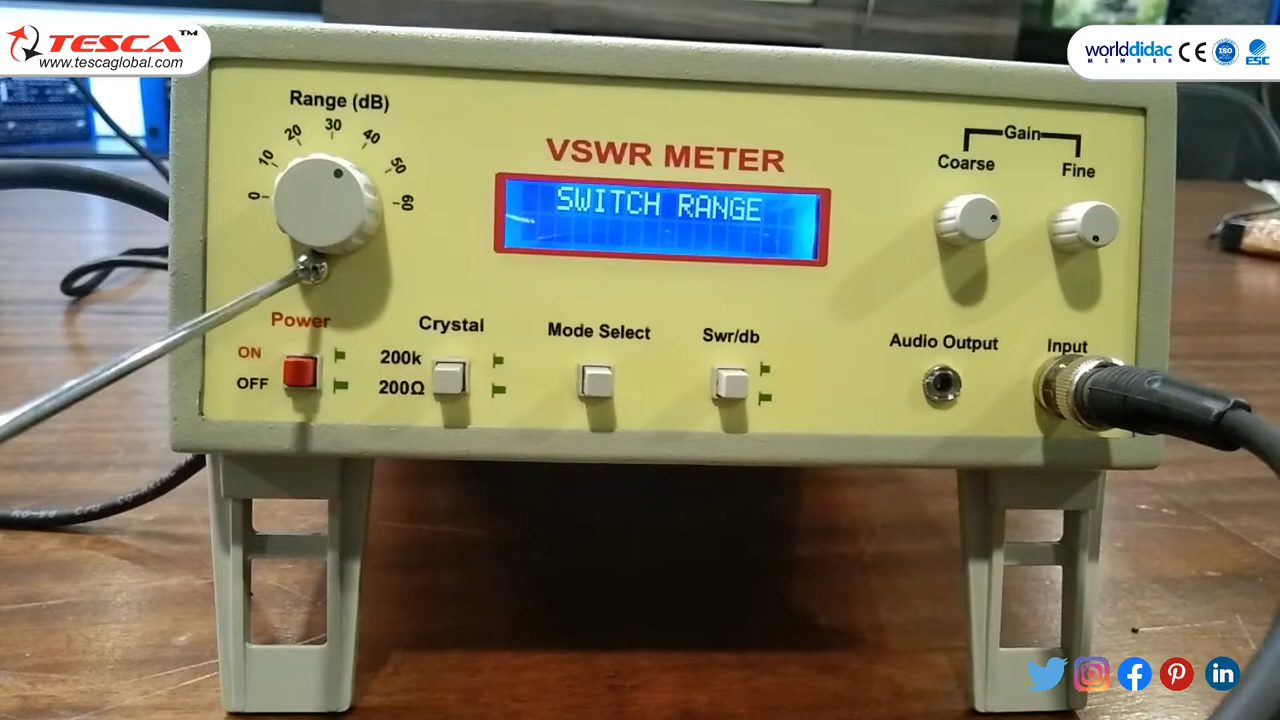 TESCA™
www.tescaglobal.com
worlddidac
MEMBER
CE
ISO
ESC
Range (dB)
0
10
20
30
40
50
60
VSWR METER
SWITCH RANGE
Gain
Coarse
Fine
Power
ON
OFF
Crystal
200k
200Ω
Mode Select
Swr/db
Audio Output
Input